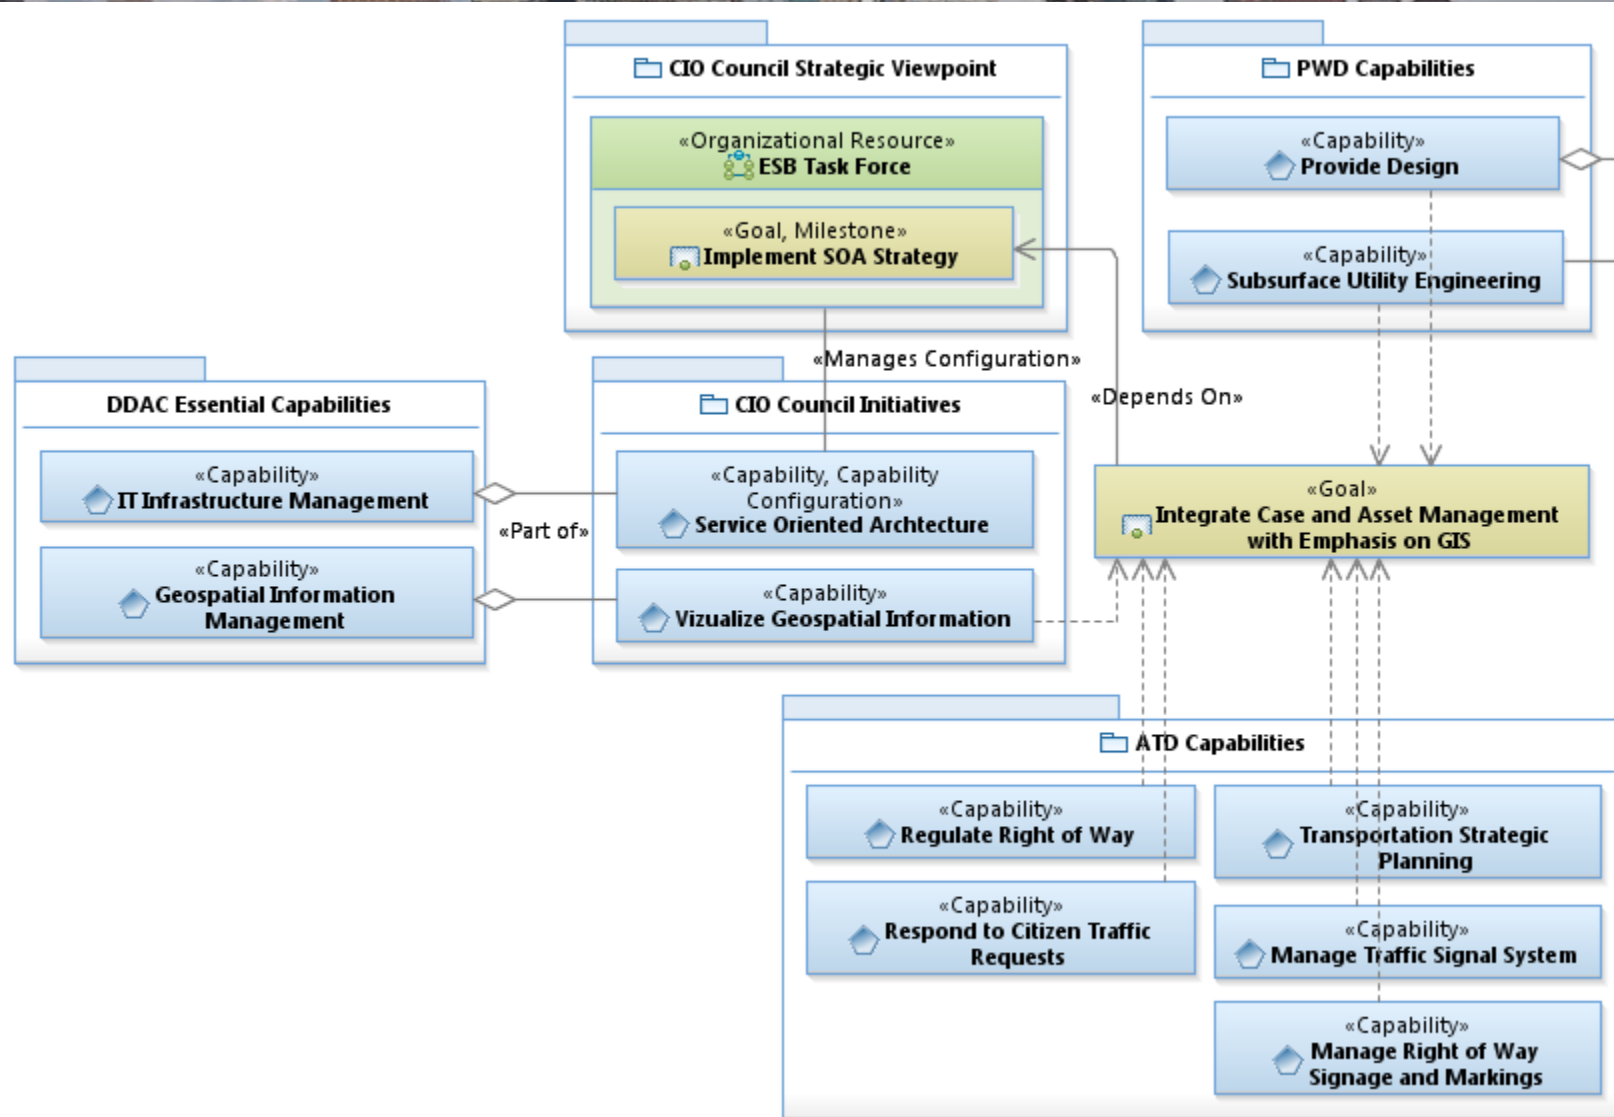 CIO Council Strategic Viewpoint
«Organizational Resource»
ESB Task Force
«Goal, Milestone»
Implement SOA Strategy
PWD Capabilities
«Capability»
Provide Design
«Capability»
Subsurface Utility Engineering
«Manages Configuration»
«Depends On»
DDAC Essential Capabilities
«Capability»
IT Infrastructure Management
«Capability»
Geospatial Information
Management
«Part of»
CIO Council Initiatives
«Capability, Capability
Configuration»
Service Oriented Archtecture
«Capability»
Vizualize Geospatial Information
«Goal»
Integrate Case and Asset Management
with Emphasis on GIS
ATD Capabilities
«Capability»
Regulate Right of Way
«Capability»
Respond to Citizen Traffic
Requests
«Capability»
Transportation Strategic
Planning
«Capability»
Manage Traffic Signal System
«Capability»
Manage Right of Way
Signage and Markings